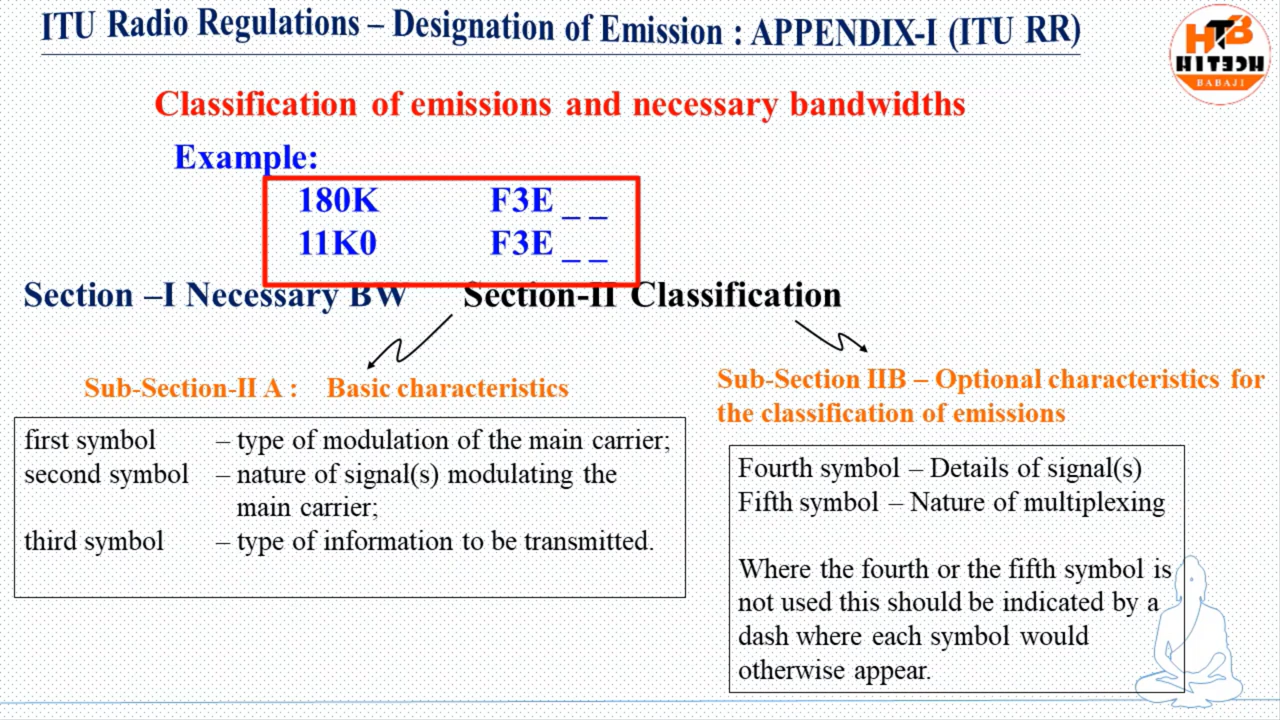 ITU Radio Regulations – Designation of Emission : APPENDIX-I (ITU RR)
HTB
HITECH
BABAJI
Classification of emissions and necessary bandwidths
Example:
180K F3E _ _
11K0 F3E _ _
Section –I Necessary BW Section-II Classification
Sub-Section-II A : Basic characteristics
first symbol – type of modulation of the main carrier;
second symbol – nature of signal(s) modulating the
main carrier;
third symbol – type of information to be transmitted.
Sub-Section IIB – Optional characteristics for
the classification of emissions
Fourth symbol – Details of signal(s)
Fifth symbol – Nature of multiplexing
Where the fourth or the fifth symbol is
not used this should be indicated by a
dash where each symbol would
otherwise appear.